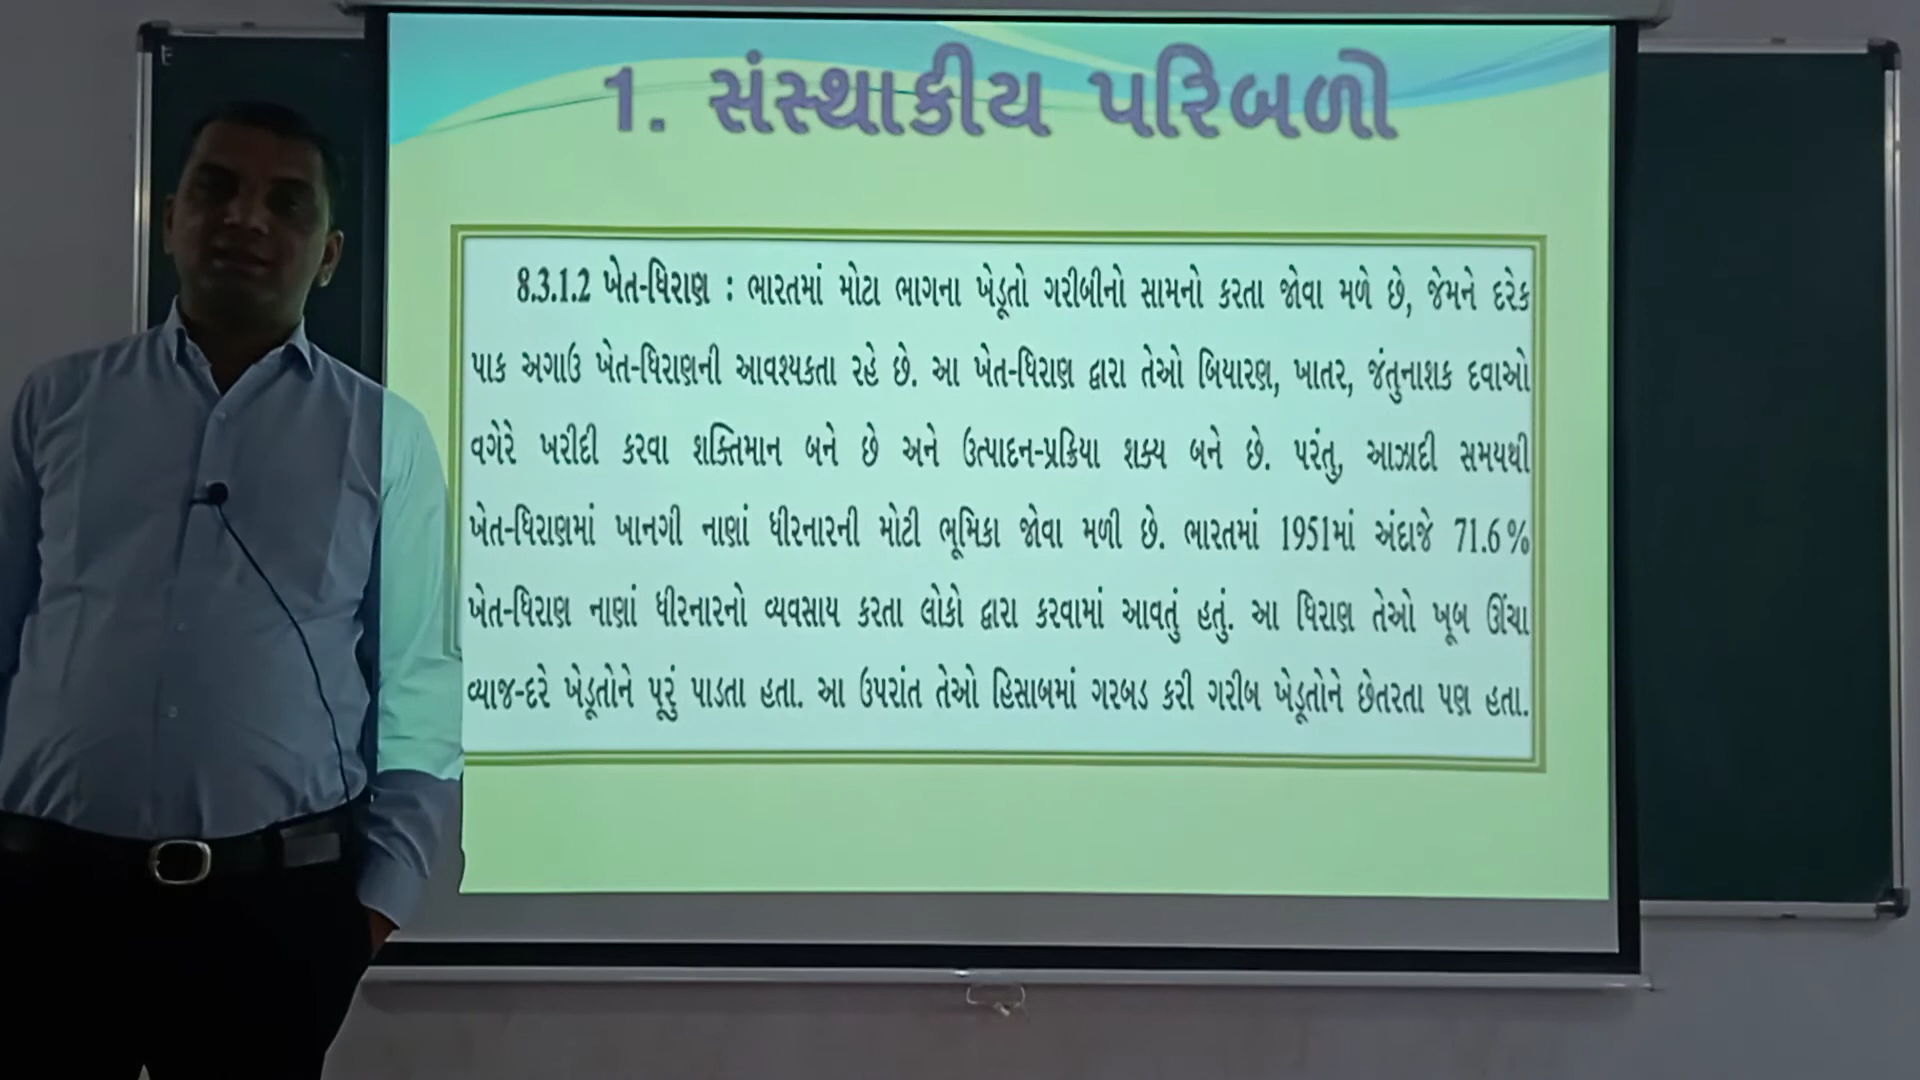 1. સંસ્થાકીય પરિબળો
8.3.1.2 ખેત-ધિરાણ : ભારતમાં મોટા ભાગના ખેડૂતો ગરીબીનો સામનો કરતા જોવા મળે છે, જેમને દરેક
પાક અગાઉ ખેત-ધિરાણની આવશ્યકતા રહે છે. આ ખેત-ધિરાણ દ્વારા તેઓ બિયારણ, ખાતર, જંતુનાશક દવાઓ
વગેરે ખરીદી કરવા શક્તિમાન બને છે અને ઉત્પાદન-પ્રક્રિયા શક્ય બને છે. પરંતુ, આઝાદી સમયથી
ખેત-ધિરાણમાં ખાનગી નાણાં ધીરનારની મોટી ભૂમિકા જોવા મળી છે. ભારતમાં 1951માં અંદાજે 71.6 %
ખેત-ધિરાણ નાણાં ધીરનારનો વ્યવસાય કરતા લોકો દ્વારા કરવામાં આવતું હતું. આ ધિરાણ તેઓ ખૂબ ઊંચા
વ્યાજ-દરે ખેડૂતોને પૂરું પાડતા હતા. આ ઉપરાંત તેઓ હિસાબમાં ગરબડ કરી ગરીબ ખેડૂતોને છેતરતા પણ હતા.